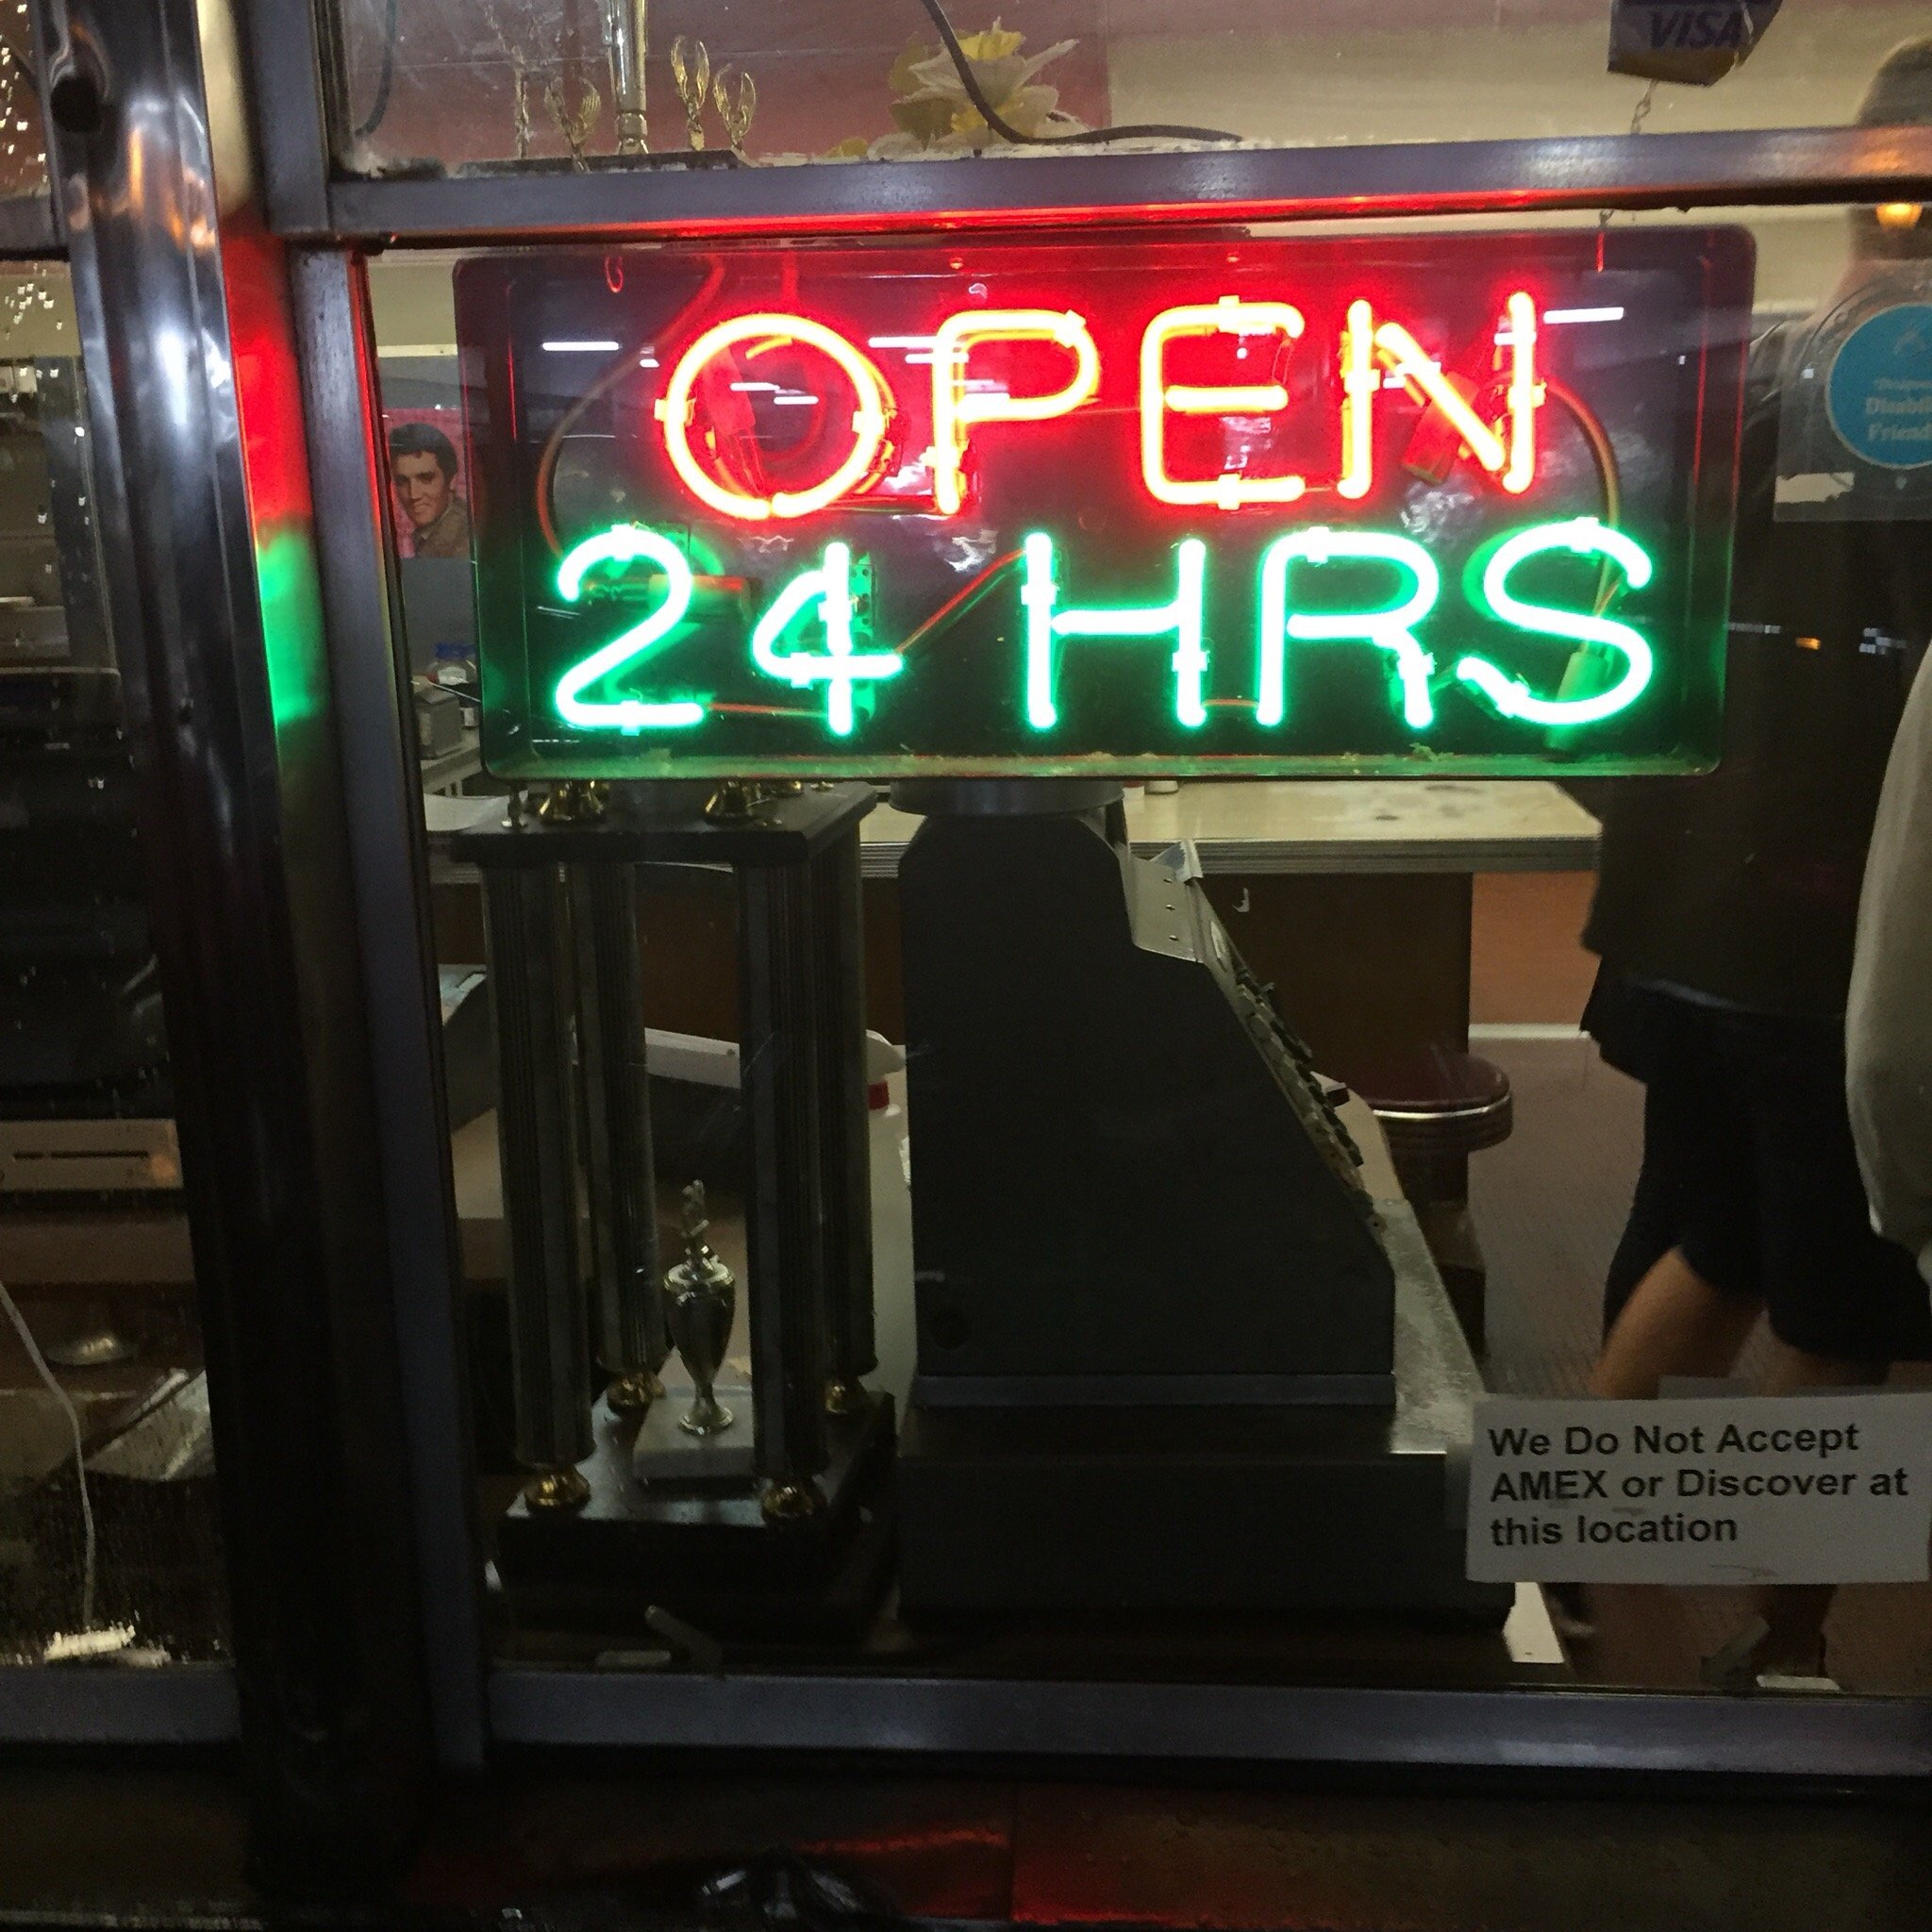 VISA
OPEN
24 HRS
We Do Not Accept
AMEX or Discover at
this location